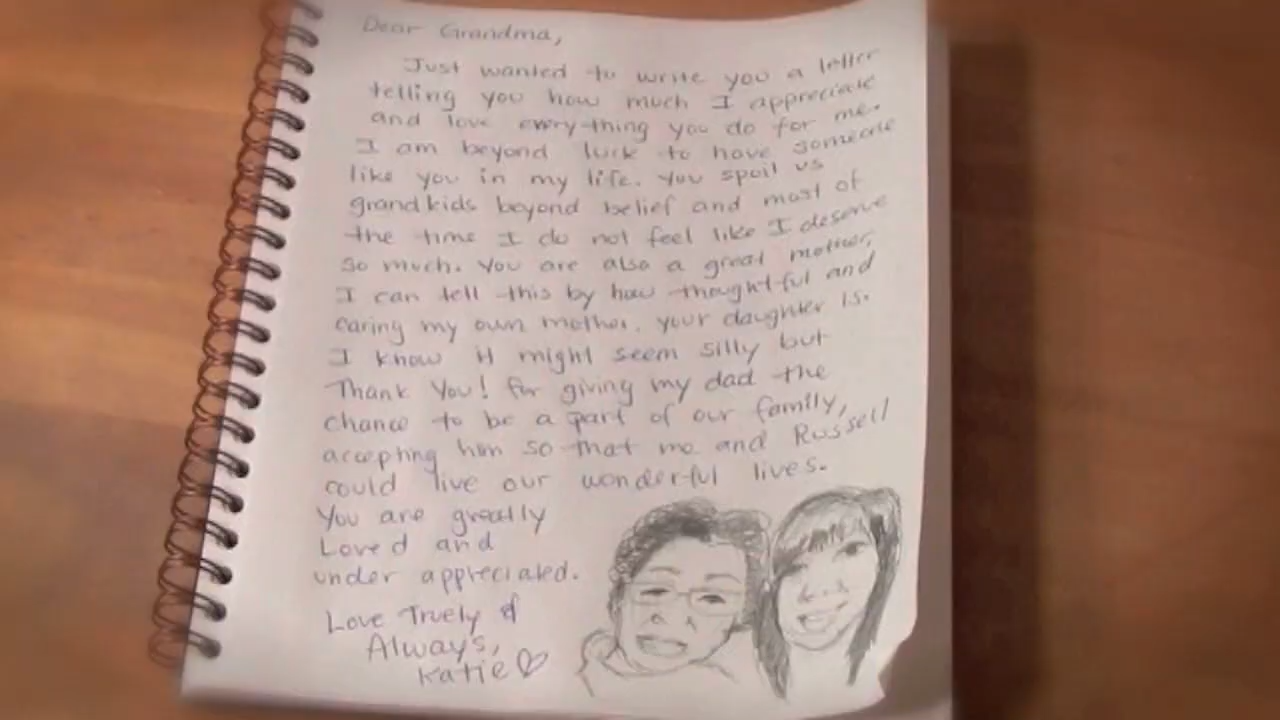 Dear Grandma,
Just wanted to write you a letter
telling you how much I appreciate
and love every-thing you do for me.
I am beyond luck to have someone
like you in my life. You spoil us
grandkids beyond belief and most of
the time I do not feel like I deserve
so much. You are also a great mother,
I can tell this by how thoughtful and
caring my own mother, your daughter is.
I know it might seem silly but
Thank You! for giving my dad the
chance to be a part of our family,
accepting him so that me and Russell
could live our wonderful lives.
You are greatly
Loved and
under appreciated.
Love Truely &
Always,
Katie ♡